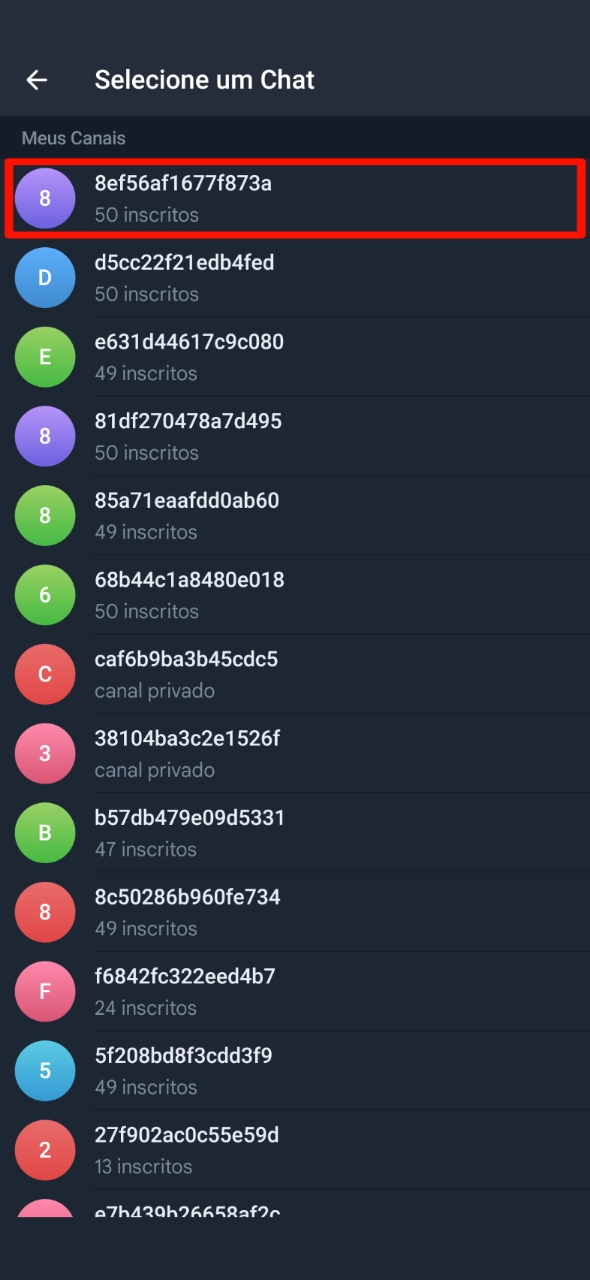 Selecione um Chat
Meus Canais
8
8ef56af1677f873a
50 inscritos
D
d5cc22f21edb4fed
50 inscritos
E
e631d44617c9c080
49 inscritos
8
81df270478a7d495
50 inscritos
8
85a71eaafdd0ab60
49 inscritos
6
68b44c1a8480e018
50 inscritos
C
caf6b9ba3b45cdc5
canal privado
3
38104ba3c2e1526f
canal privado
B
b57db479e09d5331
47 inscritos
8
8c50286b960fe734
49 inscritos
F
f6842fc322eed4b7
24 inscritos
5
5f208bd8f3cdd3f9
49 inscritos
2
27f902ac0c55e59d
13 inscritos
e7b439b26658af2c